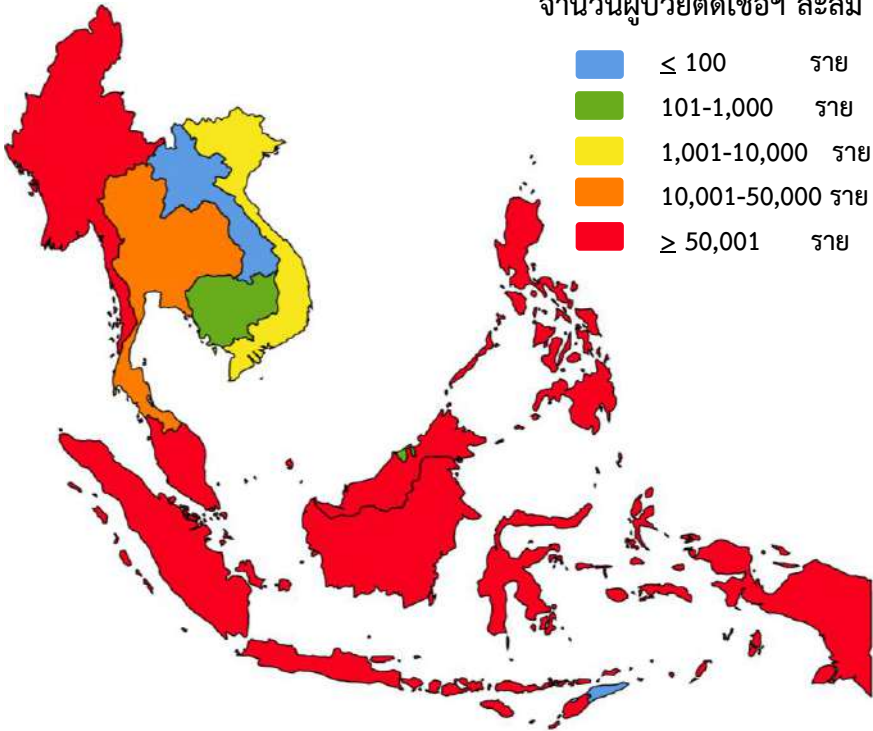 จำนวนผู้ป่วยติดเชื้อฯ สะสม
≤ 100 ราย
101-1,000 ราย
1,001-10,000 ราย
10,001-50,000 ราย
≥ 50,001 ราย